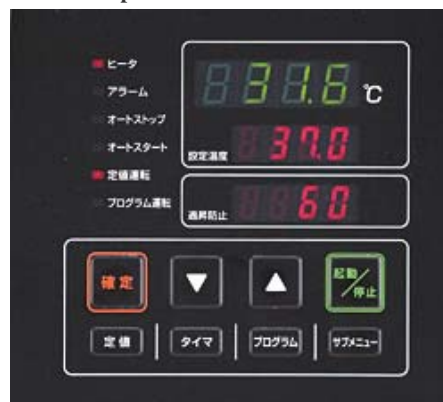 ヒータ
アラーム
オートストップ
オートスタート
定値運転
プログラム運転
31.6 ℃
設定温度 37.0
過昇防止 60
確定 ▼ ▲ 起動/停止
定値 タイマ プログラム サブメニュー